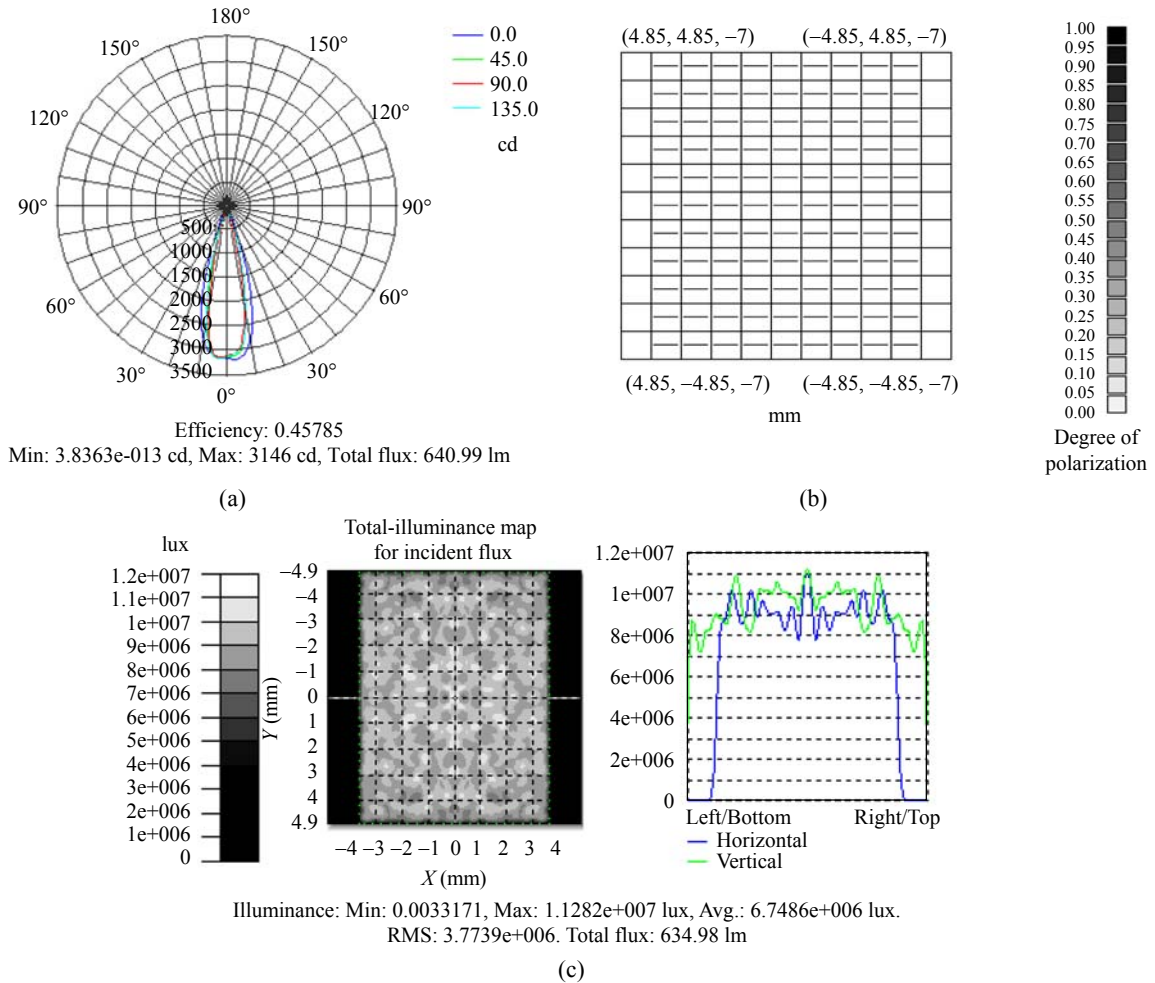 180°
150°
150°
120°
120°
90°
90°
60°
60°
30°
30°
0°
500
1000
1500
2000
2500
3000
3500
0.0
45.0
90.0
135.0
cd
Efficiency: 0.45785
Min: 3.8363e-013 cd, Max: 3146 cd, Total flux: 640.99 lm
(a)
(4.85, 4.85, −7) (−4.85, 4.85, −7)
(4.85, −4.85, −7) (−4.85, −4.85, −7)
mm
(b)
1.00
0.95
0.90
0.85
0.80
0.75
0.70
0.65
0.60
0.55
0.50
0.45
0.40
0.35
0.30
0.25
0.20
0.15
0.10
0.05
0.00
Degree of
polarization
lux
1.2e+007
1.1e+007
1e+007
9e+006
8e+006
7e+006
6e+006
5e+006
4e+006
3e+006
2e+006
1e+006
0
Total-illuminance map
for incident flux
Y (mm)
−4.9
−4
−3
−2
−1
0
1
2
3
4
4.9
−4 −3 −2 −1 0 1 2 3 4
X (mm)
1.2e+007
1e+007
8e+006
6e+006
4e+006
2e+006
0
Left/Bottom Right/Top
Horizontal
Vertical
Illuminance: Min: 0.0033171, Max: 1.1282e+007 lux, Avg.: 6.7486e+006 lux.
RMS: 3.7739e+006. Total flux: 634.98 lm
(c)